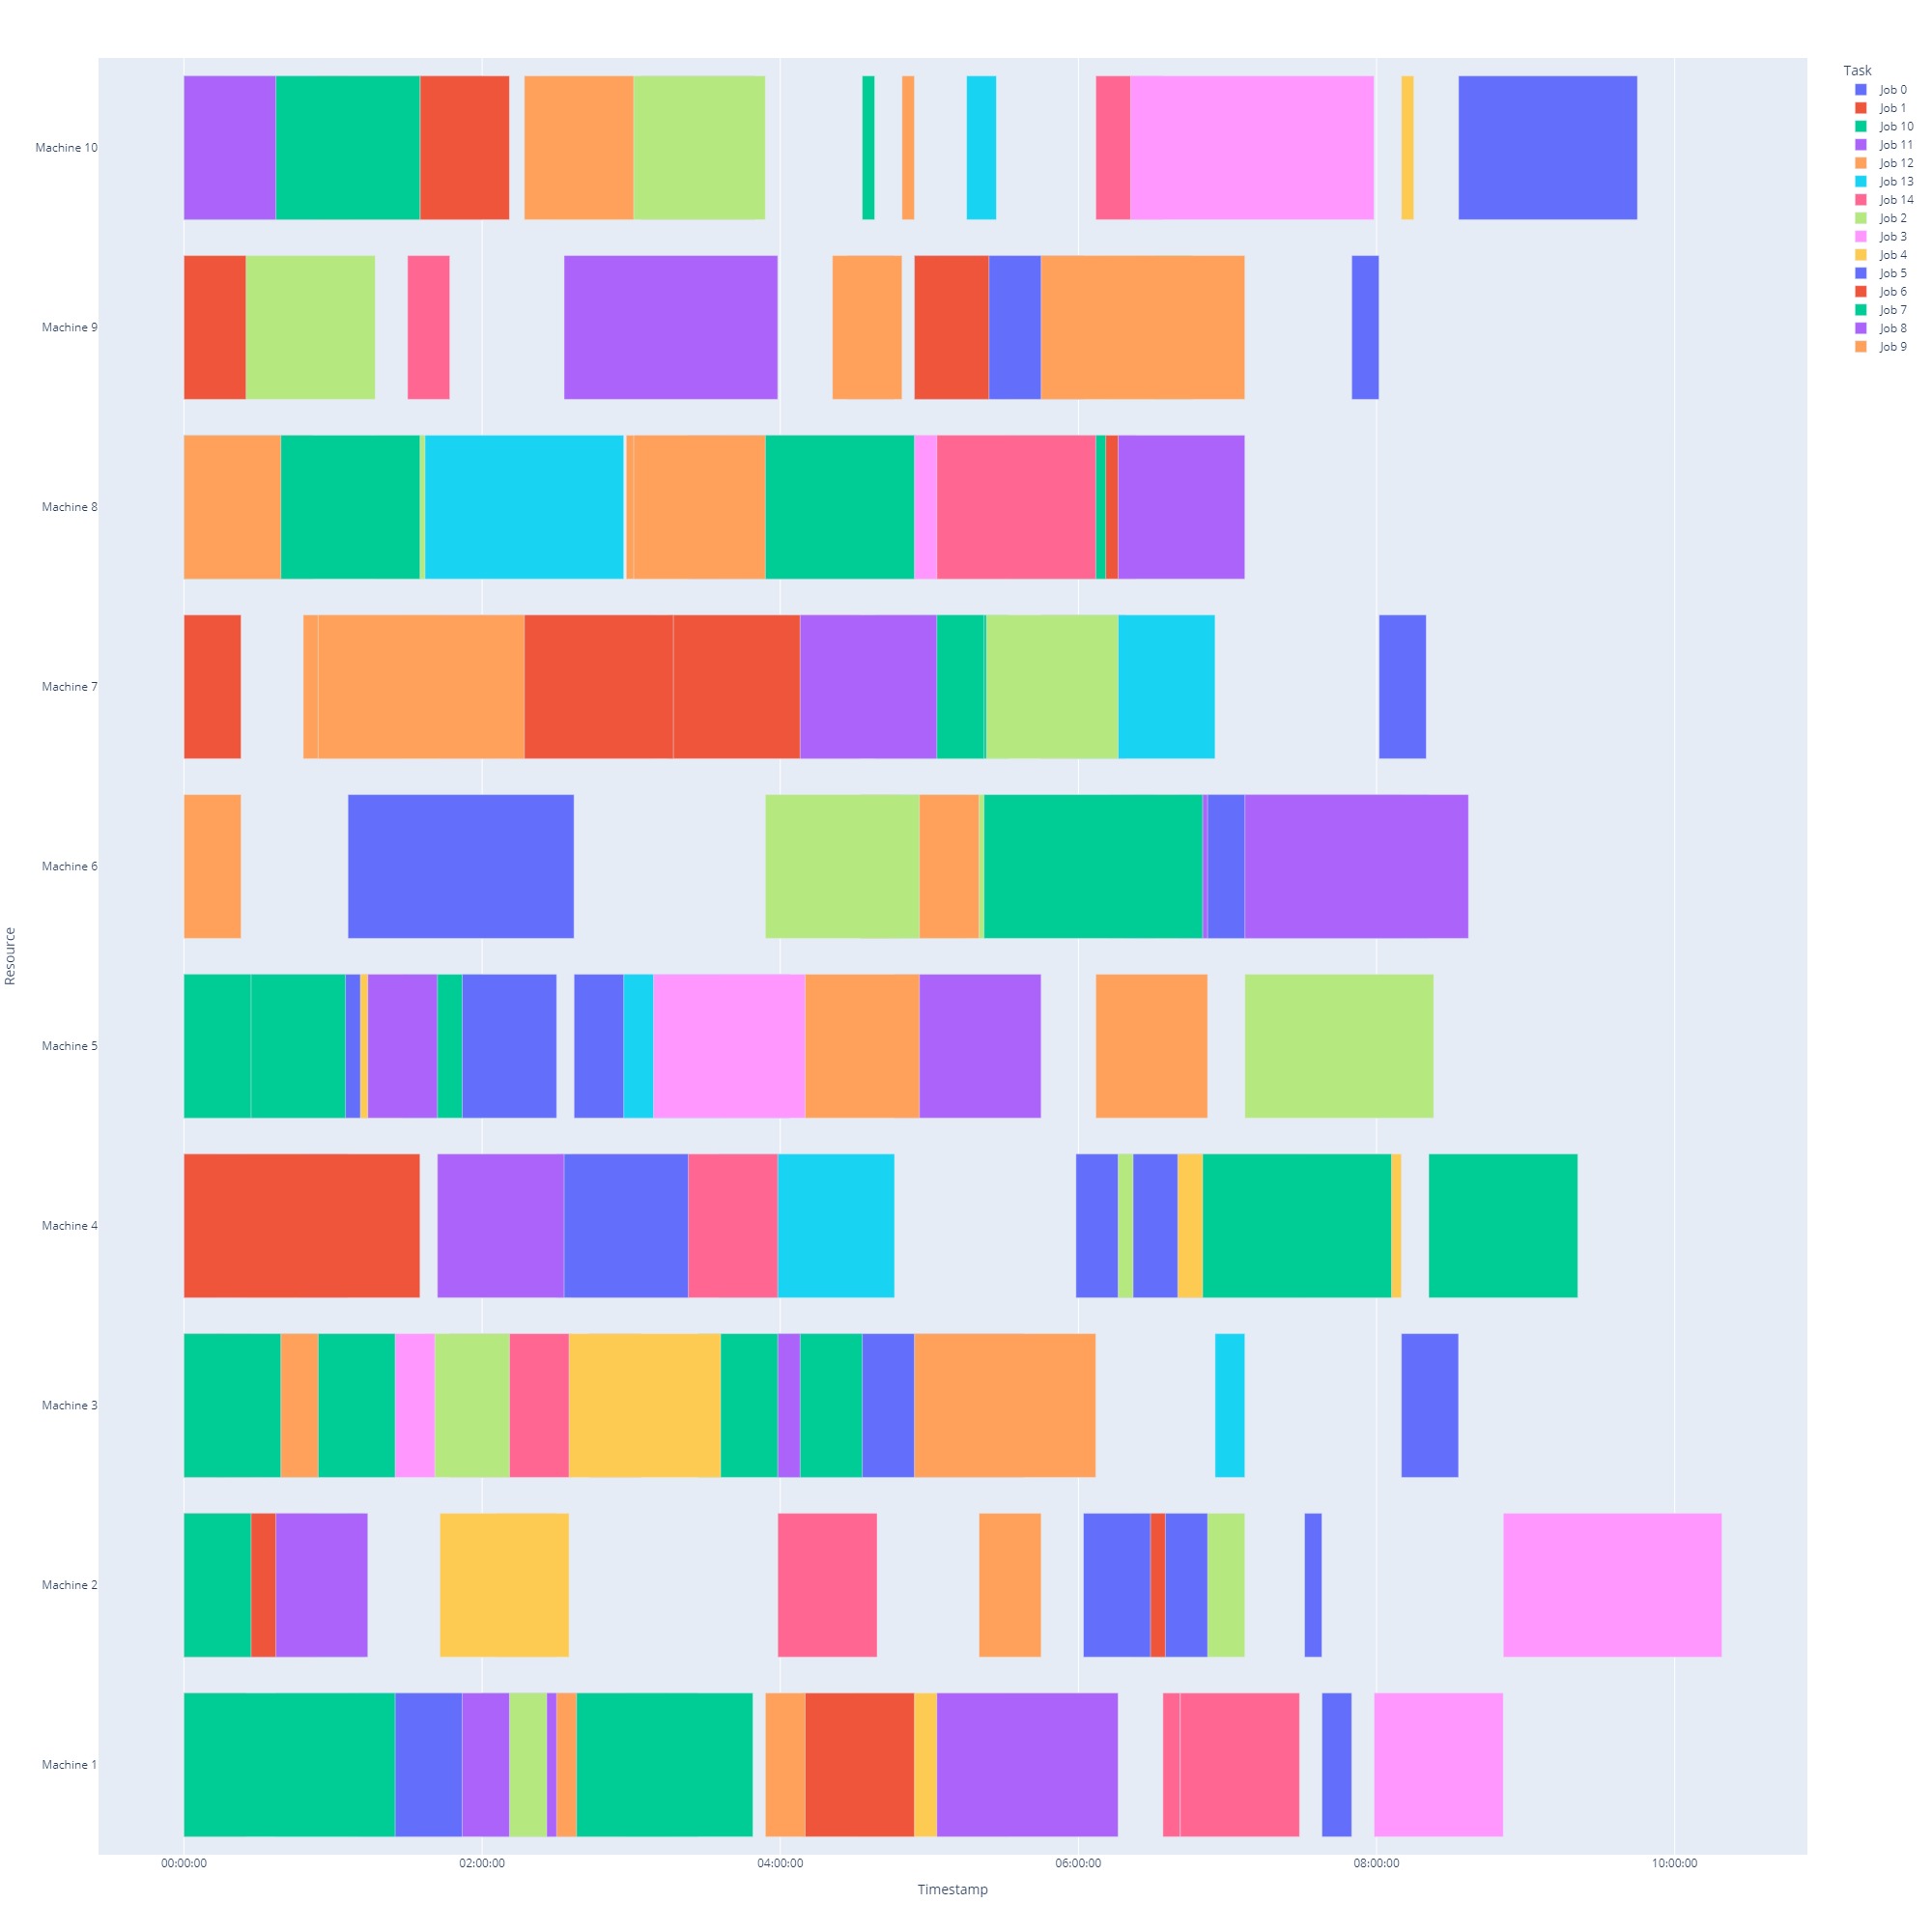 Task
Job 0
Job 1
Job 10
Job 11
Job 12
Job 13
Job 14
Job 2
Job 3
Job 4
Job 5
Job 6
Job 7
Job 8
Job 9
Machine 10
Machine 9
Machine 8
Machine 7
Machine 6
Machine 5
Machine 4
Machine 3
Machine 2
Machine 1
Resource
00:00:00 02:00:00 04:00:00 06:00:00 08:00:00 10:00:00
Timestamp